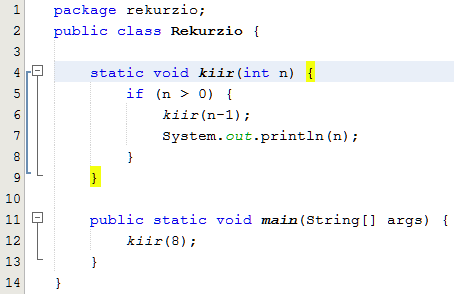 1 package rekurzio;
2 public class Rekurzio {
3
4 static void kiir(int n) {
5 if (n > 0) {
6 kiir(n-1);
7 System.out.println(n);
8 }
9 }
10
11 public static void main(String[] args) {
12 kiir(8);
13 }
14 }